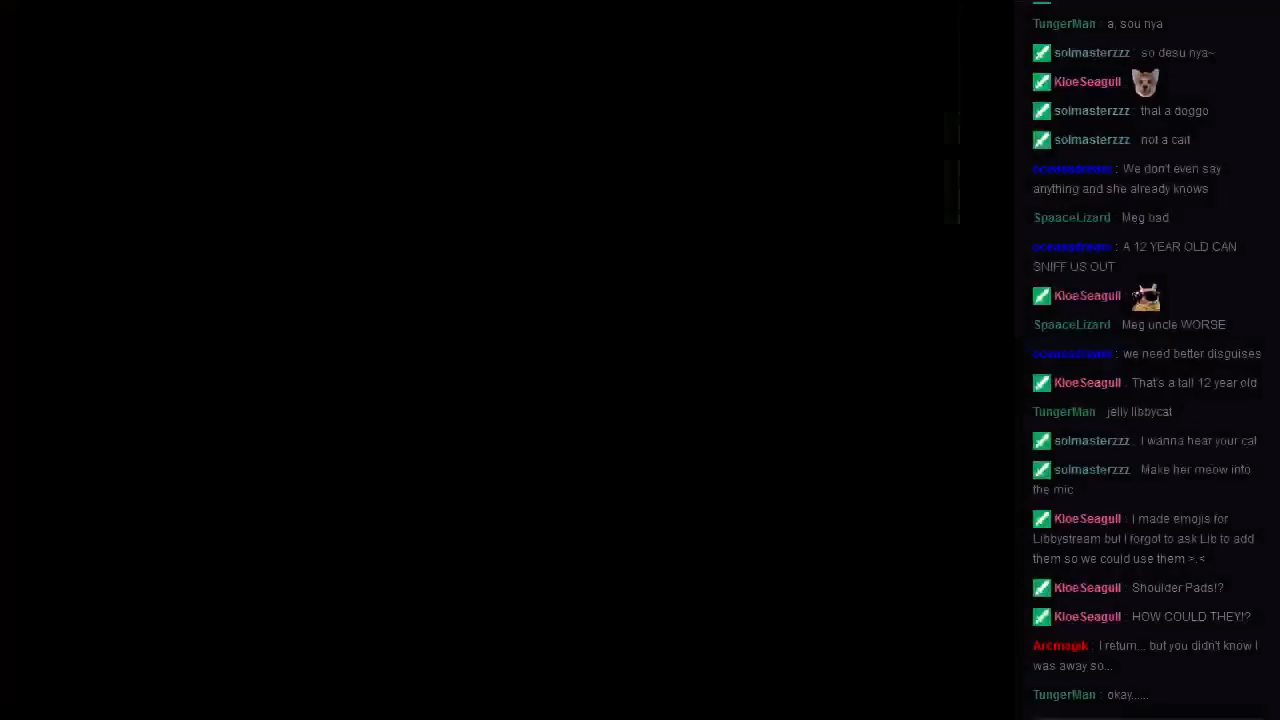 TungerMan : a, sou nya
solmasterzzz : so desu nya~
KloeSeagull
solmasterzzz : that a doggo
solmasterzzz : not a catt
: We don't even say
anything and she already knows
SpaaceLizard : Meg bad
: A 12 YEAR OLD CAN
SNIFF US OUT
KloeSeagull
SpaaceLizard : Meg uncle WORSE
: we need better disguises
KloeSeagull : That's a tall 12 year old
TungerMan : jelly libbycat
solmasterzzz : I wanna hear your cat
solmasterzzz : Make her meow into
the mic
KloeSeagull : I made emojis for
Libbystream but I forgot to ask Lib to add
them so we could use them >.<
KloeSeagull : Shoulder Pads!?
KloeSeagull : HOW COULD THEY!?
Arcmagik : I return... but you didn't know I
was away so...
TungerMan : okay......